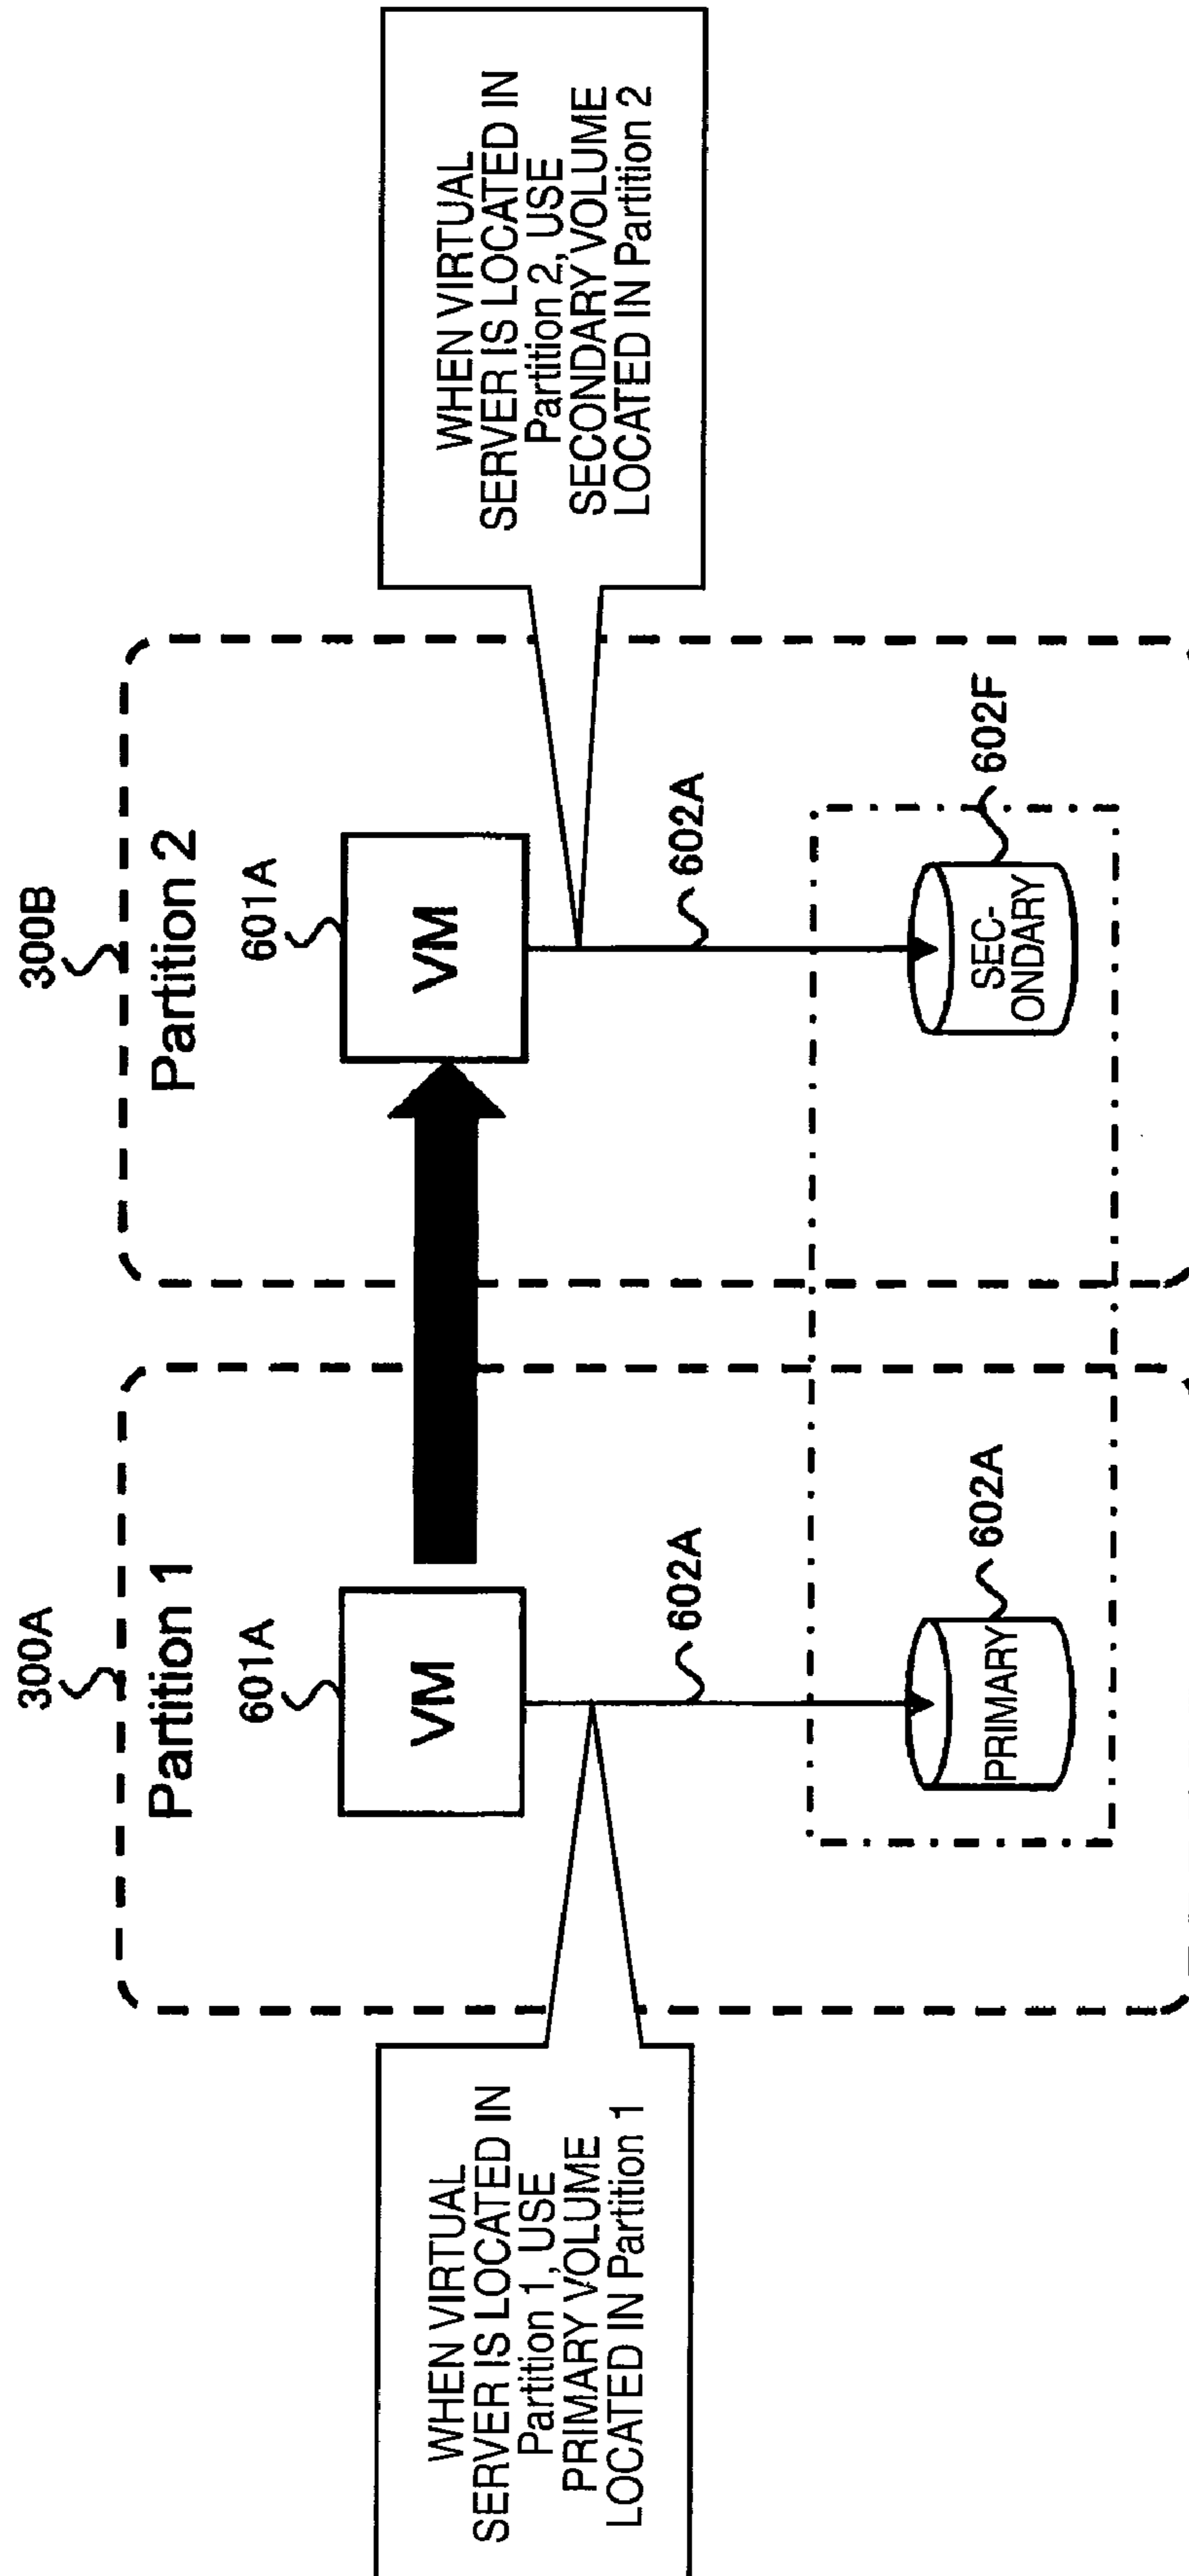 300A
Partition 1
601A
VM
602A
PRIMARY
602A
WHEN VIRTUAL
SERVER IS LOCATED IN
Partition 1, USE
PRIMARY VOLUME
LOCATED IN Partition 1
300B
Partition 2
601A
VM
602A
SEC-
ONDARY
602F
WHEN VIRTUAL
SERVER IS LOCATED IN
Partition 2, USE
SECONDARY VOLUME
LOCATED IN Partition 2